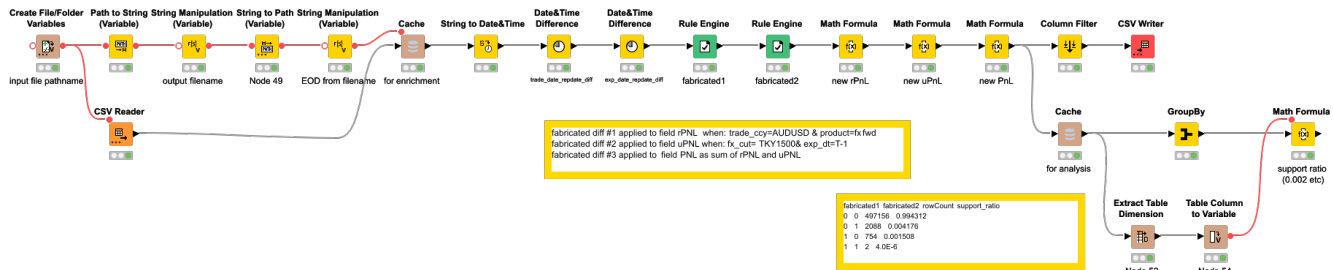 Create File/Folder Variables
Path to String (Variable)
String Manipulation (Variable)
String to Path (Variable)
String Manipulation (Variable)
Cache
String to Date&Time
Date&Time Difference
Date&Time Difference
Rule Engine
Rule Engine
Math Formula
Math Formula
Math Formula
Column Filter
CSV Writer
input file pathname
output filename
Node 49
EOD from filename
for enrichment
trade_date_repdate_diff
exp_date_repdate_diff
fabricated1
fabricated2
new rPnL
new uPnL
new PnL
CSV Reader
Cache
GroupBy
Math Formula
for analysis
support ratio
(0.002 etc)
fabricated diff #1 applied to field rPNL when: trade_ccy=AUDUSD & product=fx fwd
fabricated diff #2 applied to field uPNL when: fx_cut= TKY1500& exp_dt=T-1
fabricated diff #3 applied to field PNL as sum of rPNL and uPNL
fabricated1 fabricated2 rowCount support_ratio
0 0 497156 0.994312
0 1 2088 0.004176
1 0 754 0.001508
1 1 2 4.0E-6
Extract Table Dimension
Table Column to Variable